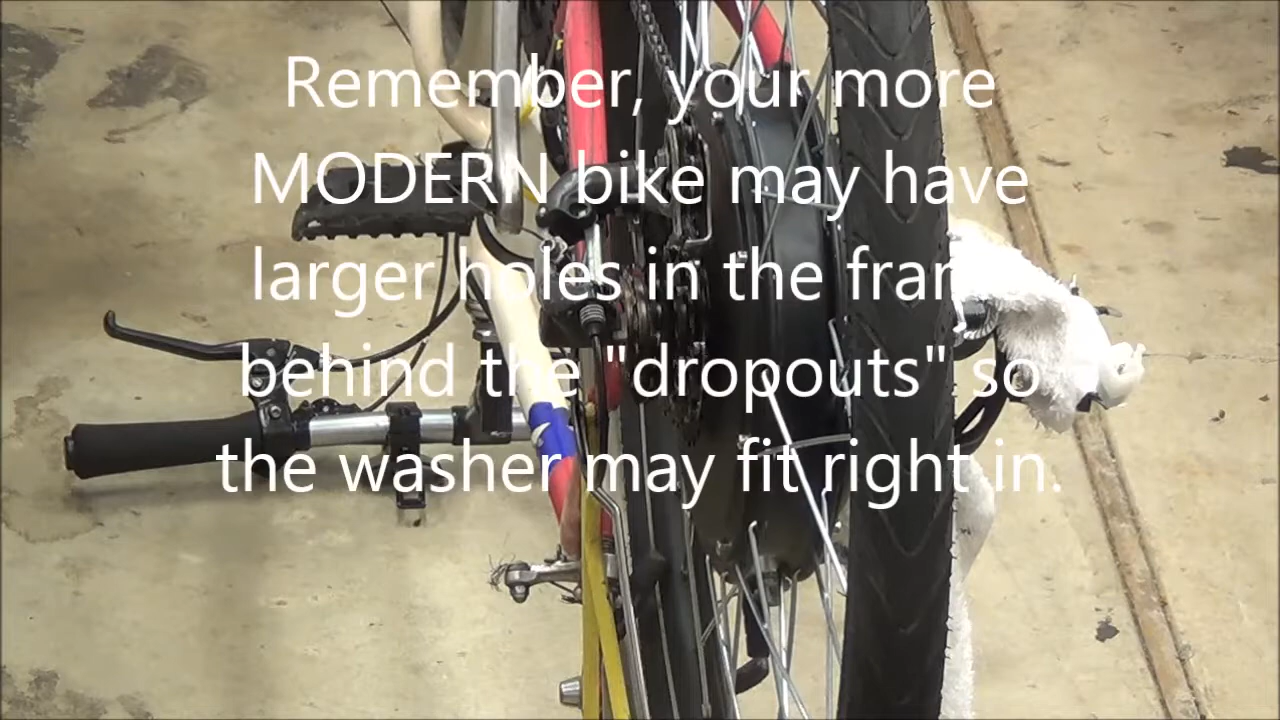 Remember, your more
MODERN bike may have
larger holes in the frame
behind the "dropouts" so
the washer may fit right in.